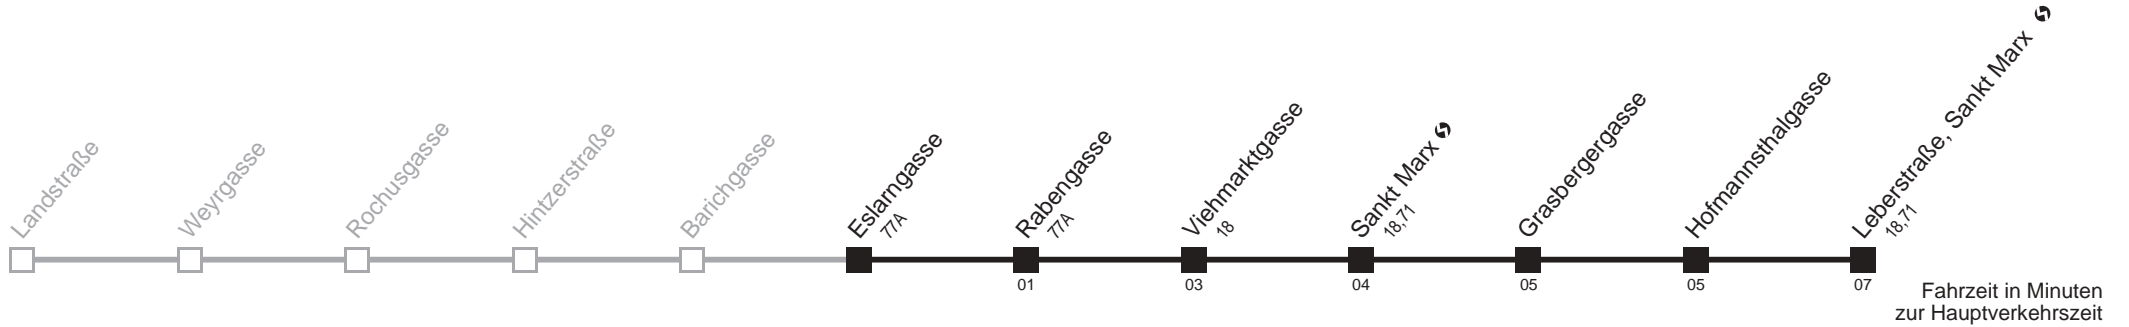 Landstraße
Weyrgasse
Rochusgasse
Hintzerstraße
Barichgasse
Eslarngasse
77A
Rabengasse
77A
Viehmarktgasse
18
Sankt Marx
18,71
Grasbergergasse
Hofmannsthalgasse
Leberstraße, Sankt Marx
18,71
01
03
04
05
05
07
Fahrzeit in Minuten
zur Hauptverkehrszeit